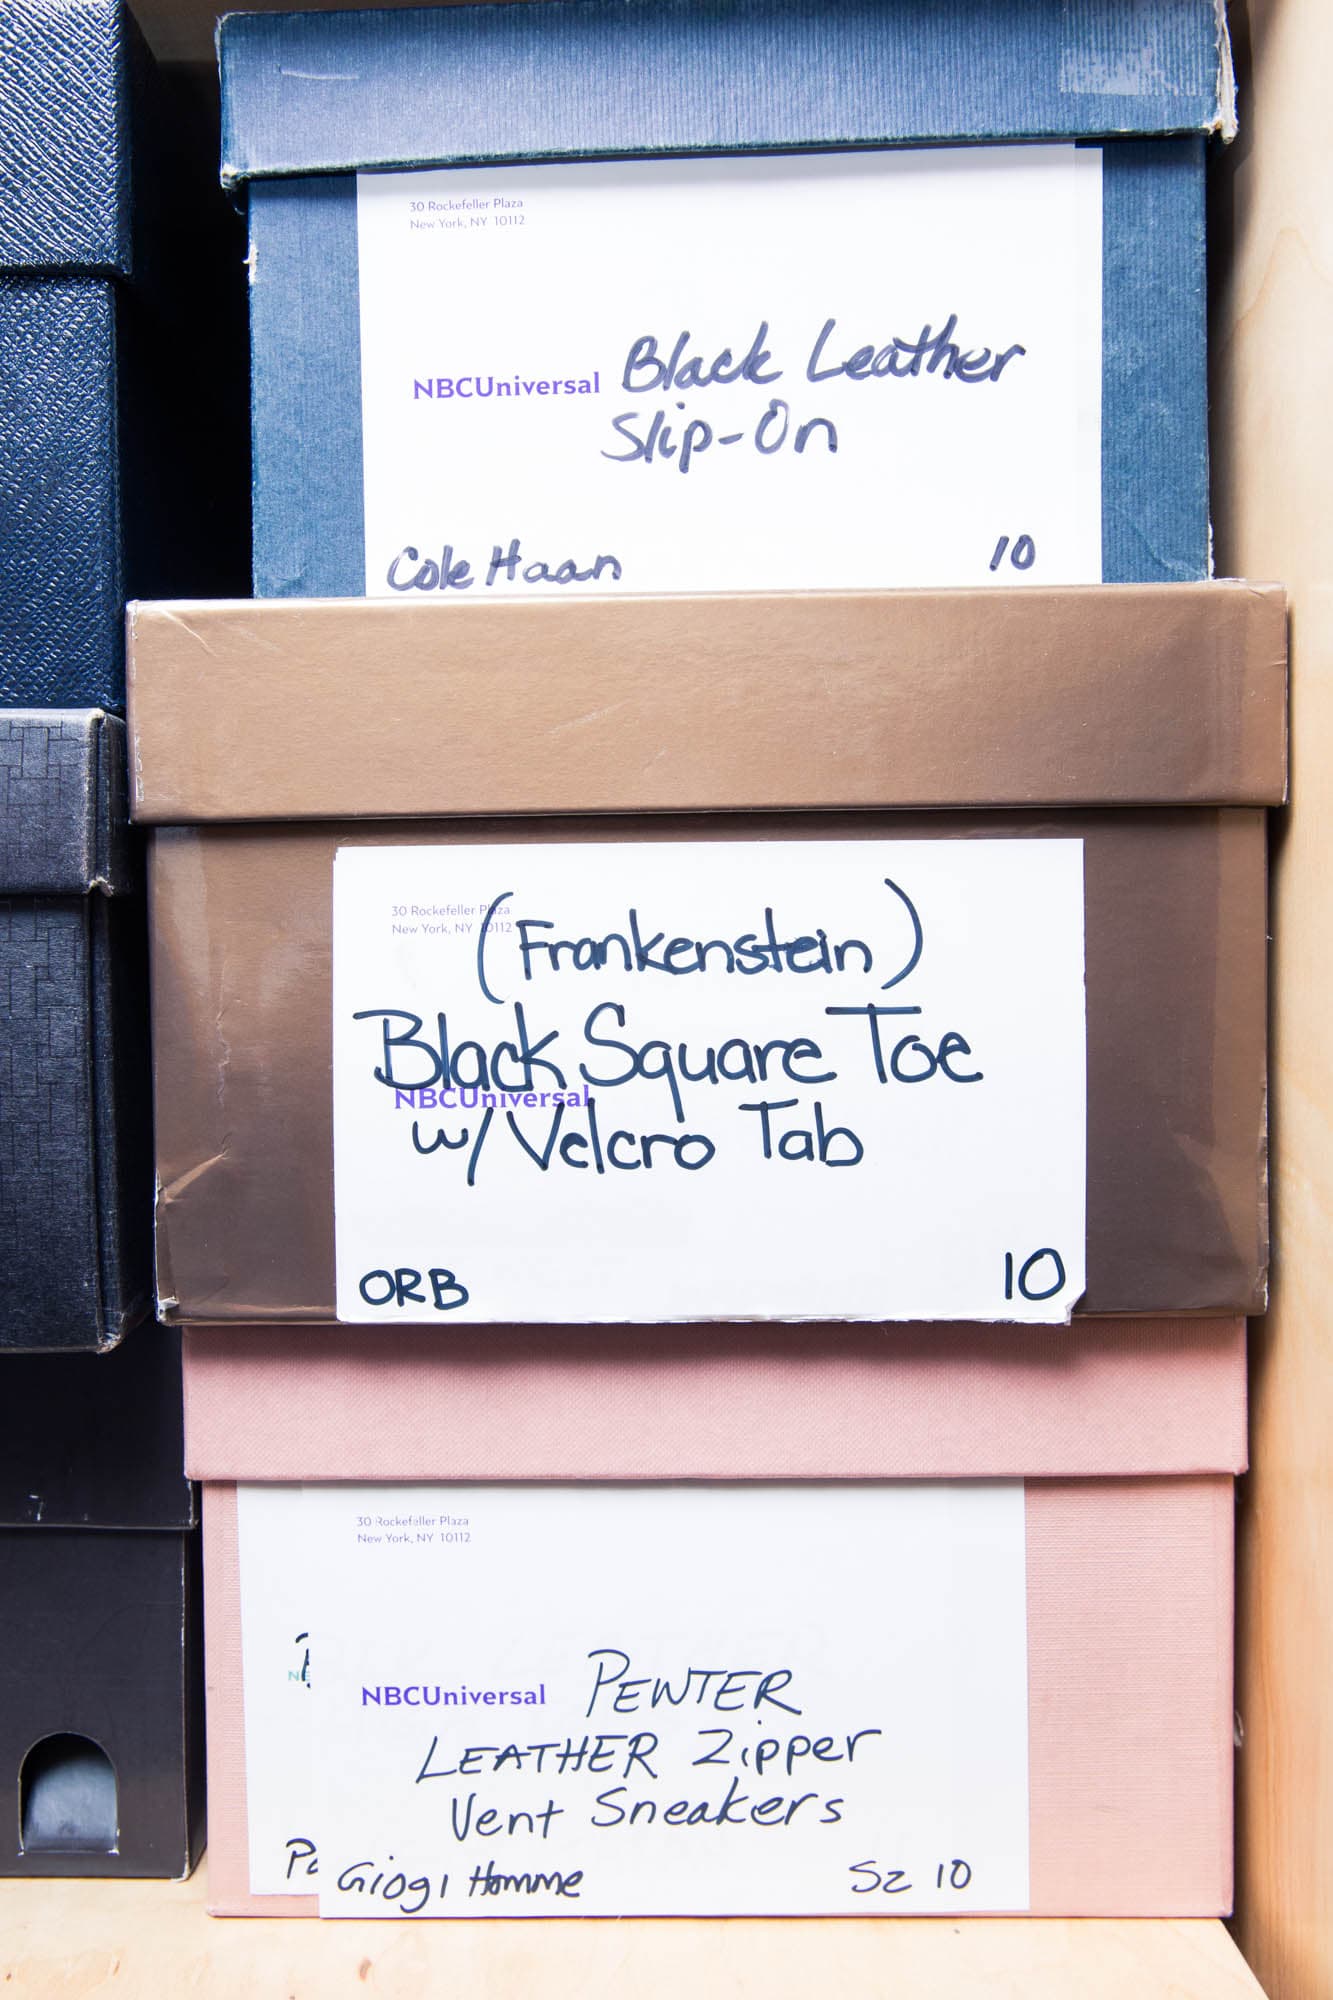 30 Rockefeller Plaza
New York, NY 10112
NBCUniversal Black Leather
Slip-On
Cole Haan 10
30 Rockefeller Plaza
New York, NY 10112
(Frankenstein)
Black Square Toe
NBCUniversal
w/ Velcro Tab
ORB 10
30 Rockefeller Plaza
New York, NY 10112
NBCUniversal PEWTER
LEATHER Zipper
Vent Sneakers
Giogi Homme Sz 10